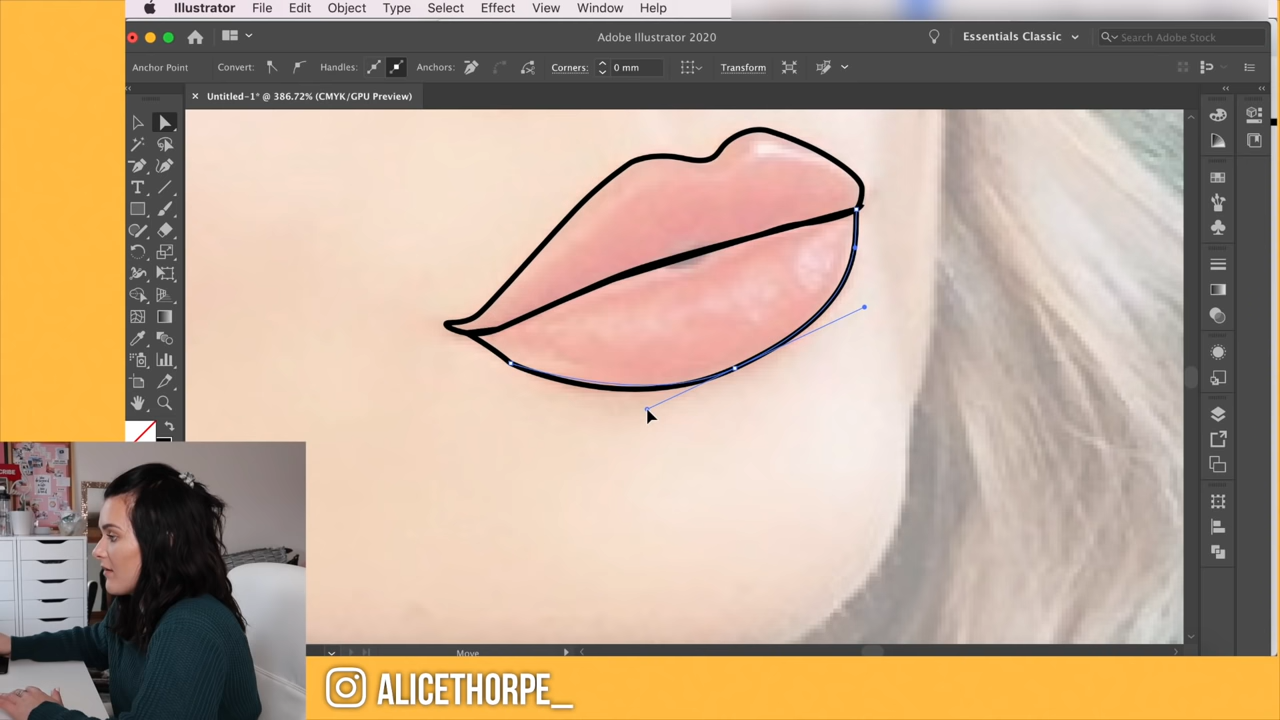 Illustrator File Edit Object Type Select Effect View Window Help
Adobe Illustrator 2020
Essentials Classic
Search Adobe Stock
Anchor Point Convert: Handles: Anchors: Corners: 0 mm Transform
× Untitled-1* @ 386.72% (CMYK/GPU Preview)
Move
ALICETHORPE_